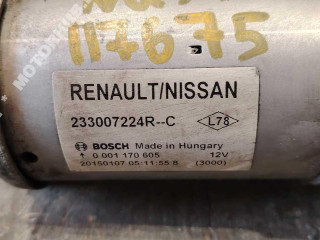 117675
RENAULT/NISSAN
233007224R--C
L78
BOSCH Made in Hungary
0 001 170 605 12V
20150107 05:11:55 8 (3000)